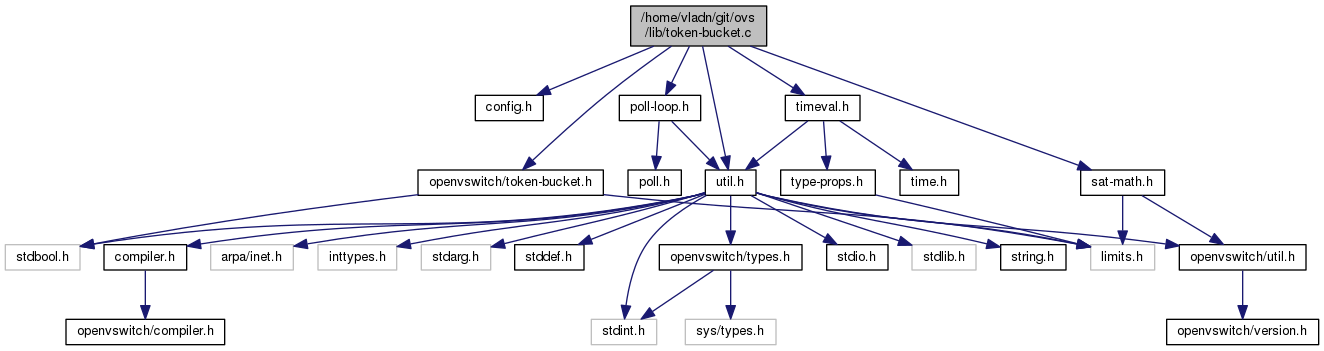 /home/vladn/git/ovs
/lib/token-bucket.c
config.h
poll-loop.h
timeval.h
openvswitch/token-bucket.h
poll.h
util.h
type-props.h
time.h
sat-math.h
stdbool.h
compiler.h
arpa/inet.h
inttypes.h
stdarg.h
stddef.h
openvswitch/types.h
stdio.h
stdlib.h
string.h
limits.h
openvswitch/util.h
openvswitch/compiler.h
stdint.h
sys/types.h
openvswitch/version.h